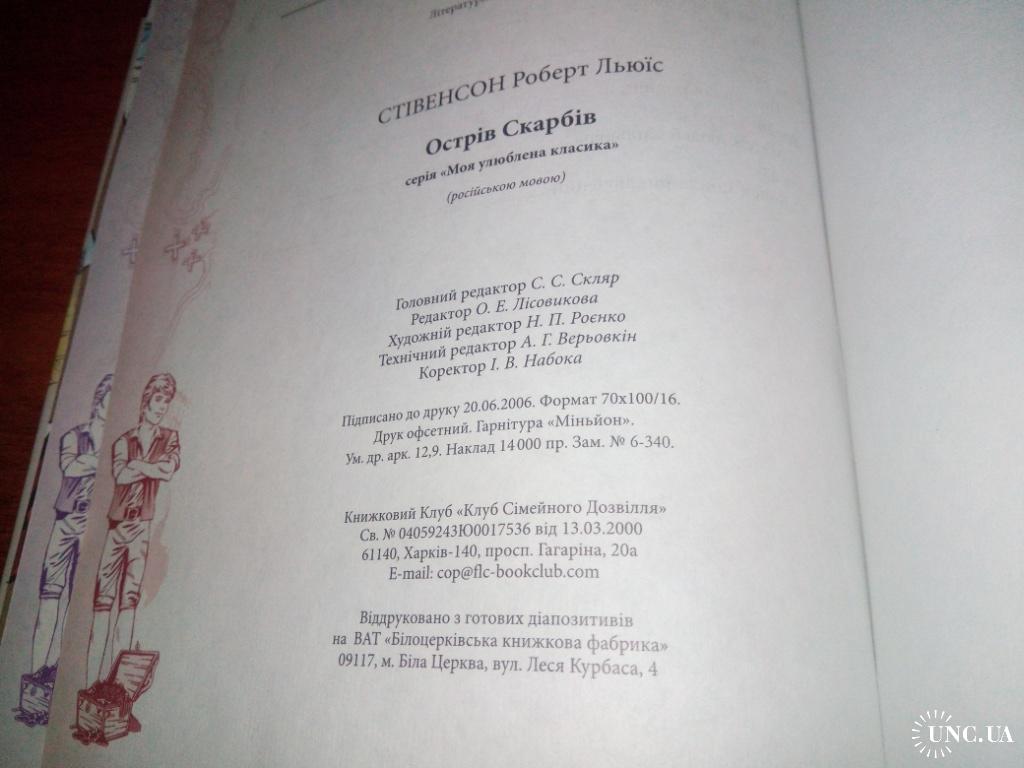 СТІВЕНСОН Роберт Льюїс
Острів Скарбів
серія «Моя улюблена класика»
(російською мовою)
Головний редактор С. С. Скляр
Редактор О. Е. Лісовикова
Художній редактор Н. П. Роєнко
Технічний редактор А. Г. Верьовкін
Коректор І. В. Набока
Підписано до друку 20.06.2006. Формат 70х100/16.
Друк офсетний. Гарнітура «Міньйон».
Ум. др. арк. 12,9. Наклад 14 000 пр. Зам. № 6-340.
Книжковий Клуб «Клуб Сімейного Дозвілля»
Св. № 04059243Ю0017536 від 13.03.2000
61140, Харків-140, просп. Гагаріна, 20а
E-mail: cop@flc-bookclub.com
Віддруковано з готових діапозитивів
на ВАТ «Білоцерківська книжкова фабрика»
09117, м. Біла Церква, вул. Леся Курбаса, 4
UNC.UA